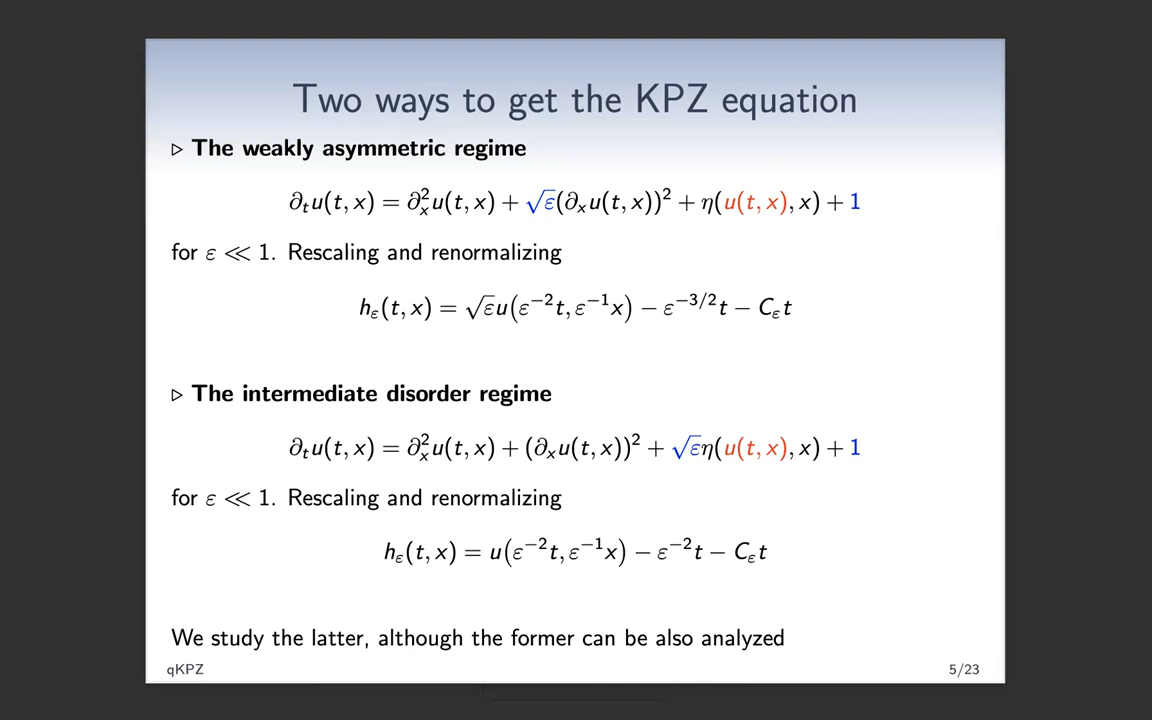 Two ways to get the KPZ equation
▷ The weakly asymmetric regime
∂ₜu(t, x) = ∂ₓ²u(t, x) + √ε(∂ₓu(t, x))² + η(u(t, x), x) + 1
for ε ≪ 1. Rescaling and renormalizing
h_ε(t, x) = √εu(ε⁻²t, ε⁻¹x) − ε^{−3/2}t − C_εt
▷ The intermediate disorder regime
∂ₜu(t, x) = ∂ₓ²u(t, x) + (∂ₓu(t, x))² + √εη(u(t, x), x) + 1
for ε ≪ 1. Rescaling and renormalizing
h_ε(t, x) = u(ε⁻²t, ε⁻¹x) − ε⁻²t − C_εt
We study the latter, although the former can be also analyzed
qKPZ 5/23